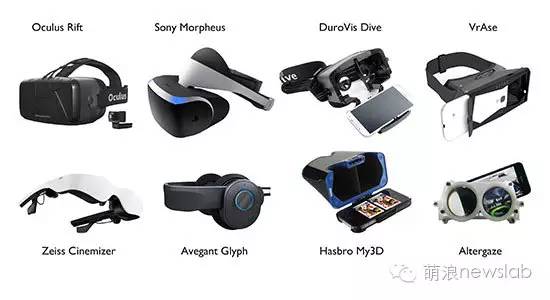 Oculus Rift
Sony Morpheus
DuroVis Dive
VrAse
Oculus
ive
Zeiss Cinemizer
Avegant Glyph
Hasbro My3D
Altergaze
萌浪newslab